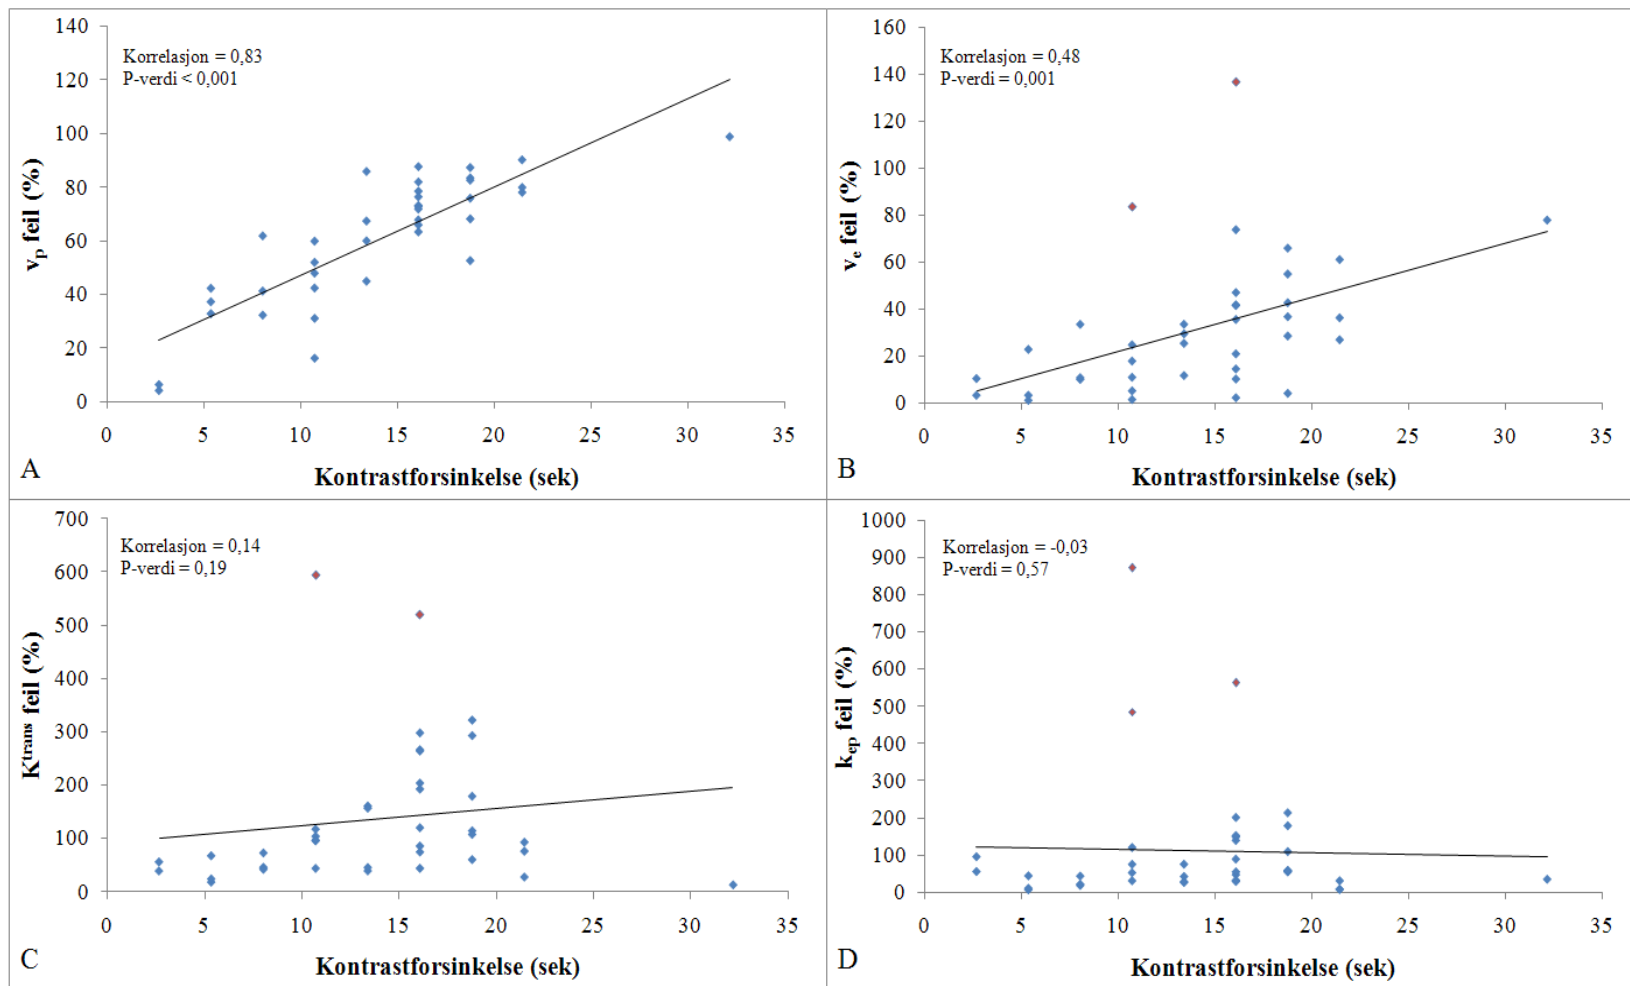 140
120
100
80
60
40
20
0
0 5 10 15 20 25 30 35
Korrelasjon = 0,83
P-verdi < 0,001
vp feil (%)
Kontrastforsinkelse (sek)
A
160
140
120
100
80
60
40
20
0
0 5 10 15 20 25 30 35
Korrelasjon = 0,48
P-verdi = 0,001
ve feil (%)
Kontrastforsinkelse (sek)
B
700
600
500
400
300
200
100
0
0 5 10 15 20 25 30 35
Korrelasjon = 0,14
P-verdi = 0,19
Ktrans feil (%)
Kontrastforsinkelse (sek)
C
1000
900
800
700
600
500
400
300
200
100
0
0 5 10 15 20 25 30 35
Korrelasjon = -0,03
P-verdi = 0,57
kep feil (%)
Kontrastforsinkelse (sek)
D